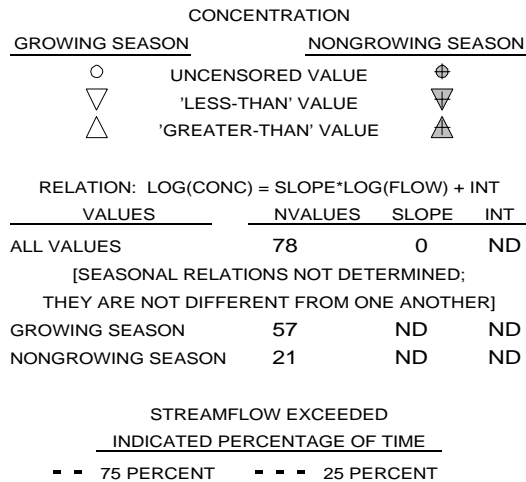 CONCENTRATION
GROWING SEASON NONGROWING SEASON
UNCENSORED VALUE
'LESS-THAN' VALUE
'GREATER-THAN' VALUE
RELATION: LOG(CONC) = SLOPE*LOG(FLOW) + INT
VALUES NVALUES SLOPE INT
ALL VALUES 78 0 ND
[SEASONAL RELATIONS NOT DETERMINED;
THEY ARE NOT DIFFERENT FROM ONE ANOTHER]
GROWING SEASON 57 ND ND
NONGROWING SEASON 21 ND ND
STREAMFLOW EXCEEDED
INDICATED PERCENTAGE OF TIME
75 PERCENT 25 PERCENT